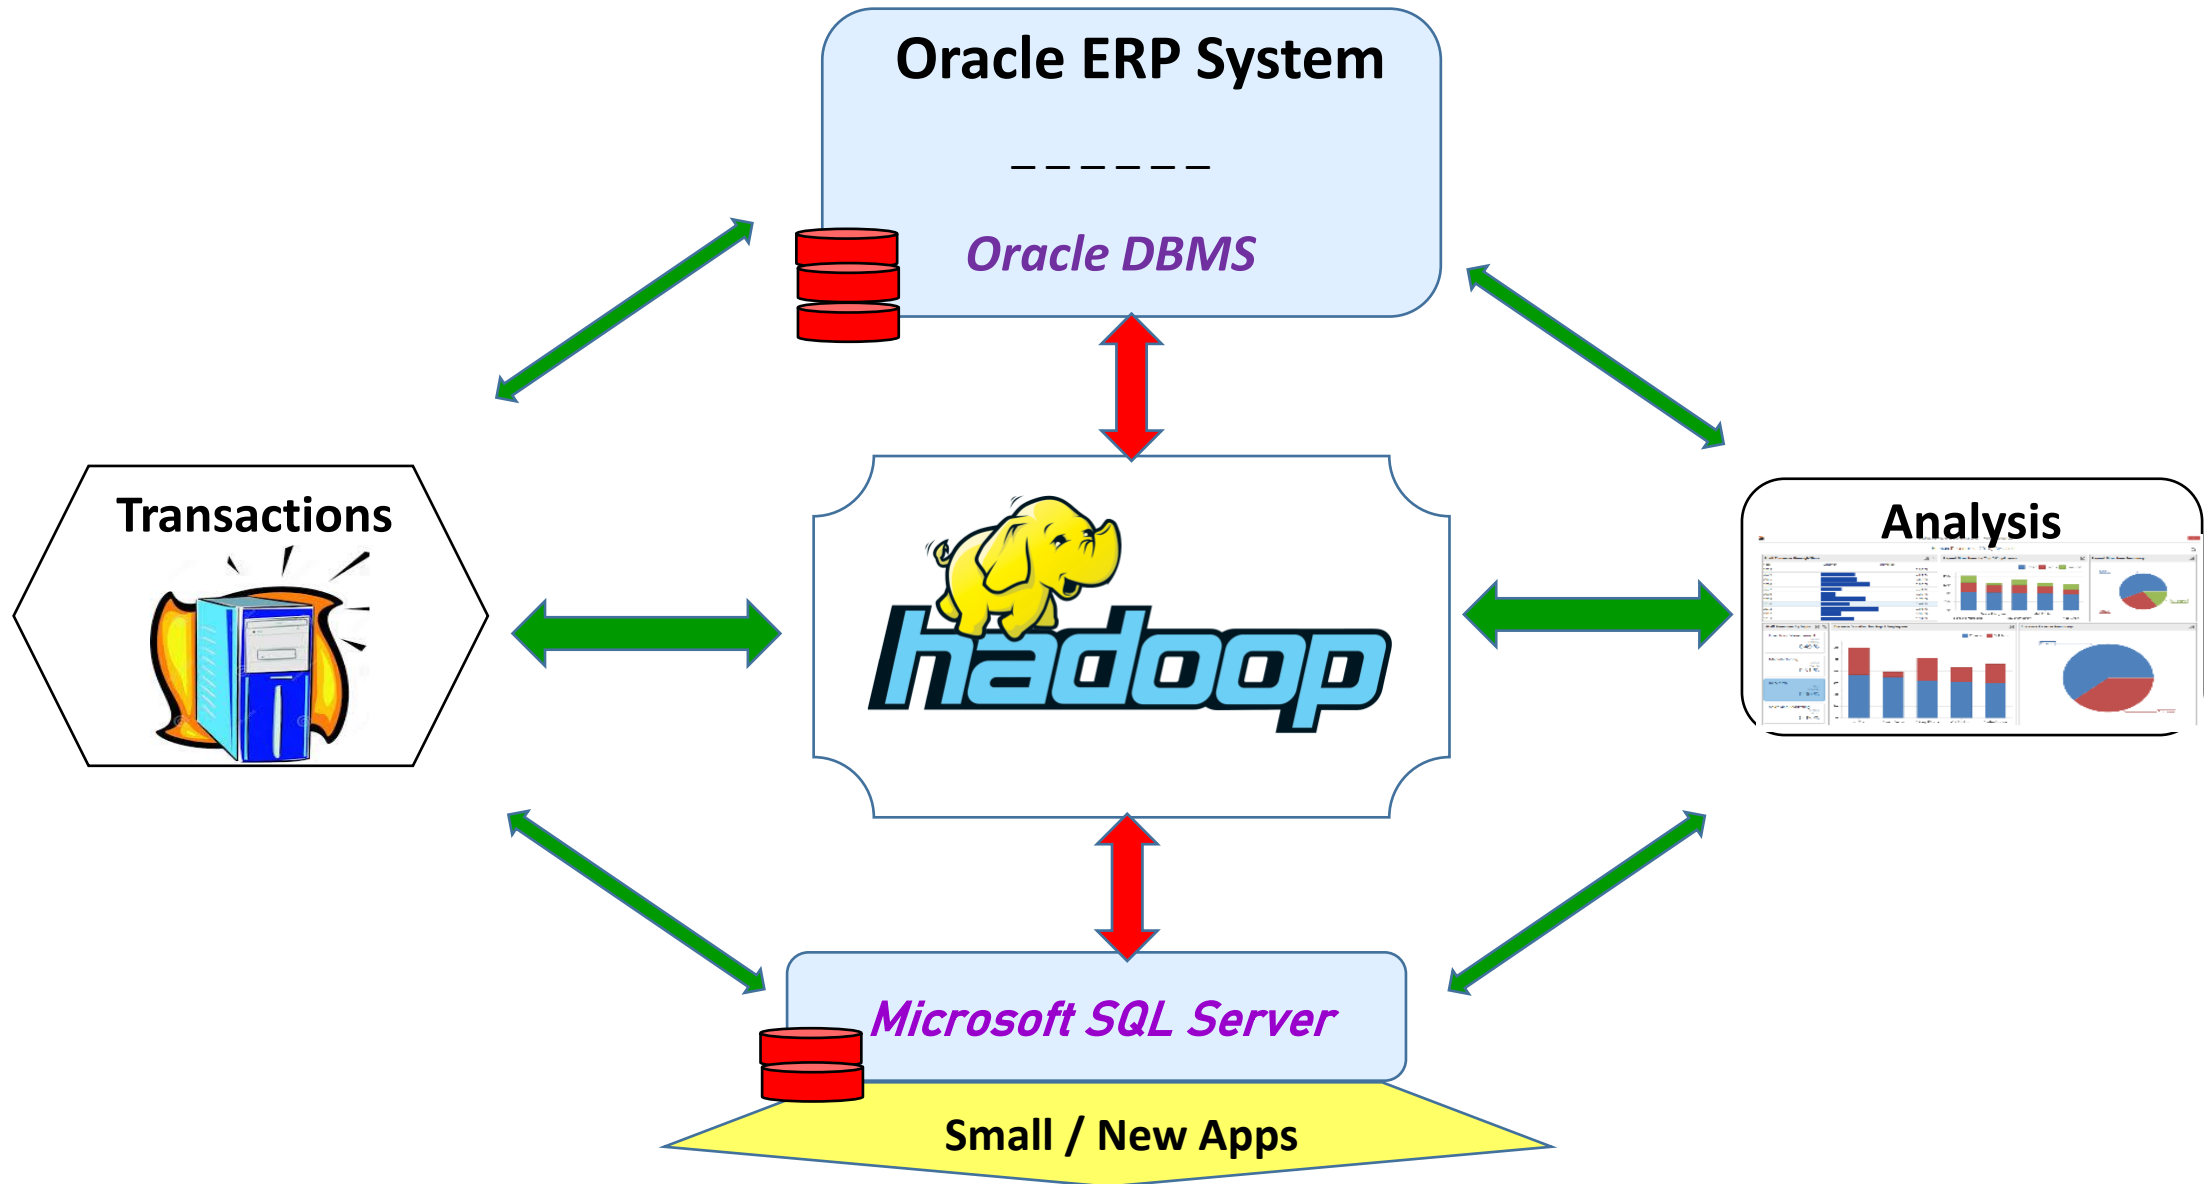 Oracle ERP System
Oracle DBMS
Transactions
hadoop
Analysis
Microsoft SQL Server
Small / New Apps